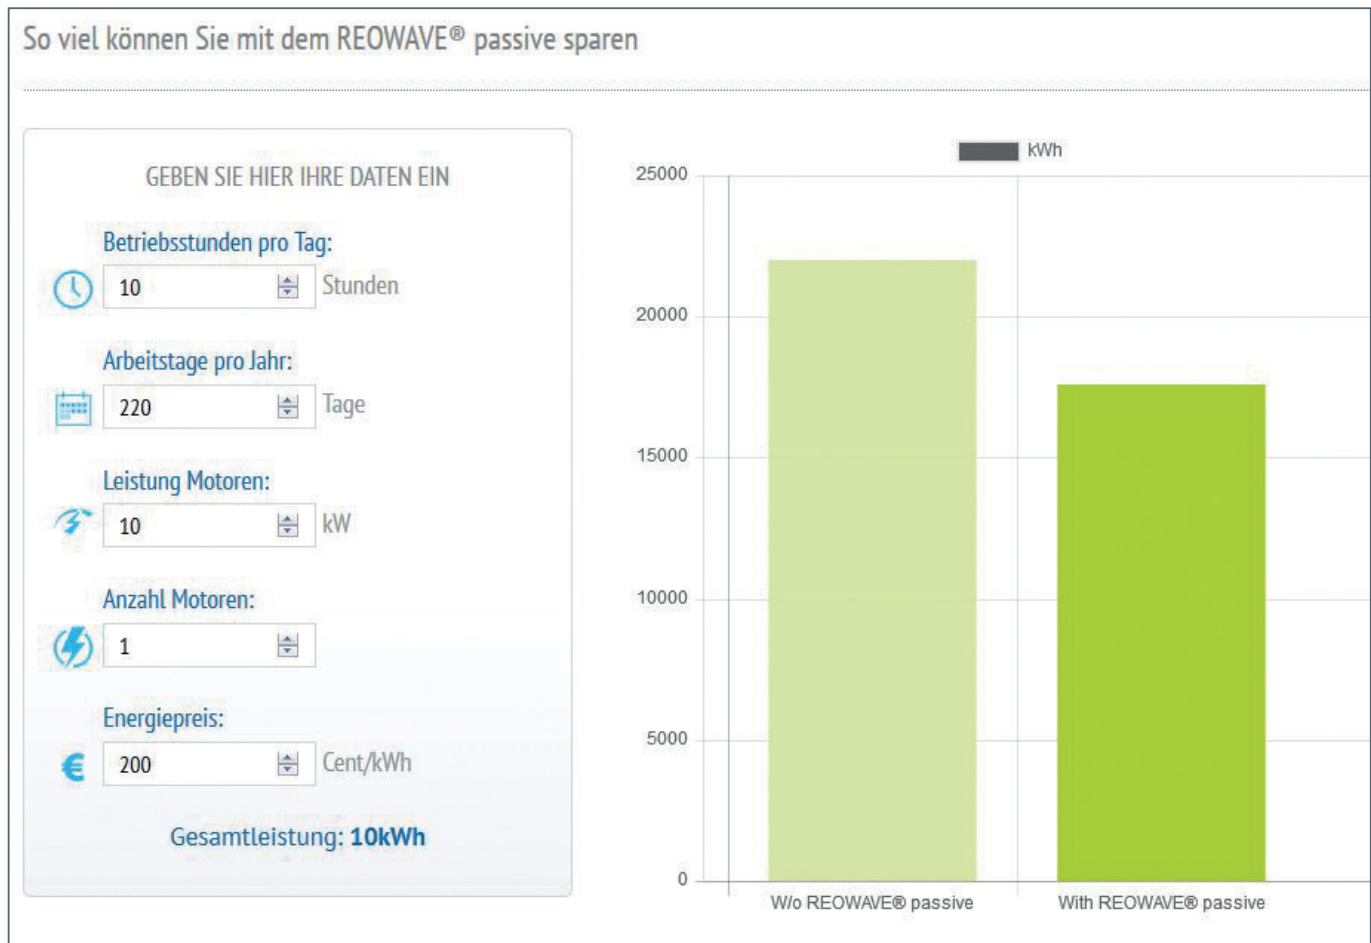 So viel können Sie mit dem REOWAVE® passive sparen
GEBEN SIE HIER IHRE DATEN EIN
Betriebsstunden pro Tag:
10 Stunden
Arbeitstage pro Jahr:
220 Tage
Leistung Motoren:
10 kW
Anzahl Motoren:
1
Energiepreis:
€ 200 Cent/kWh
Gesamtleistung: 10kWh
kWh
25000
20000
15000
10000
5000
0
W/o REOWAVE® passive
With REOWAVE® passive